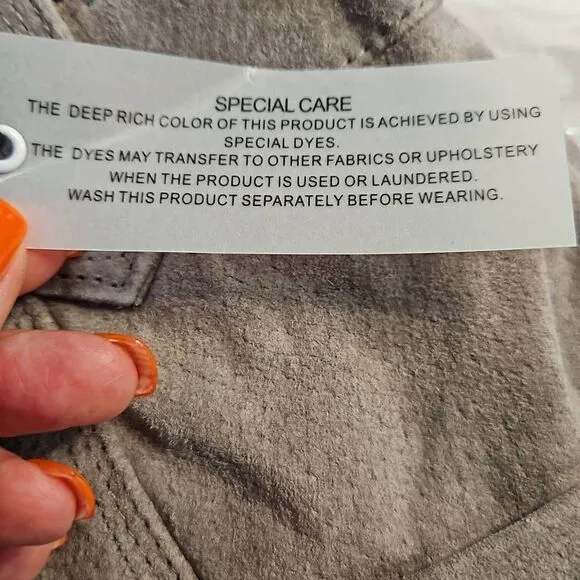 SPECIAL CARE
THE DEEP RICH COLOR OF THIS PRODUCT IS ACHIEVED BY USING
SPECIAL DYES.
THE DYES MAY TRANSFER TO OTHER FABRICS OR UPHOLSTERY
WHEN THE PRODUCT IS USED OR LAUNDERED.
WASH THIS PRODUCT SEPARATELY BEFORE WEARING.